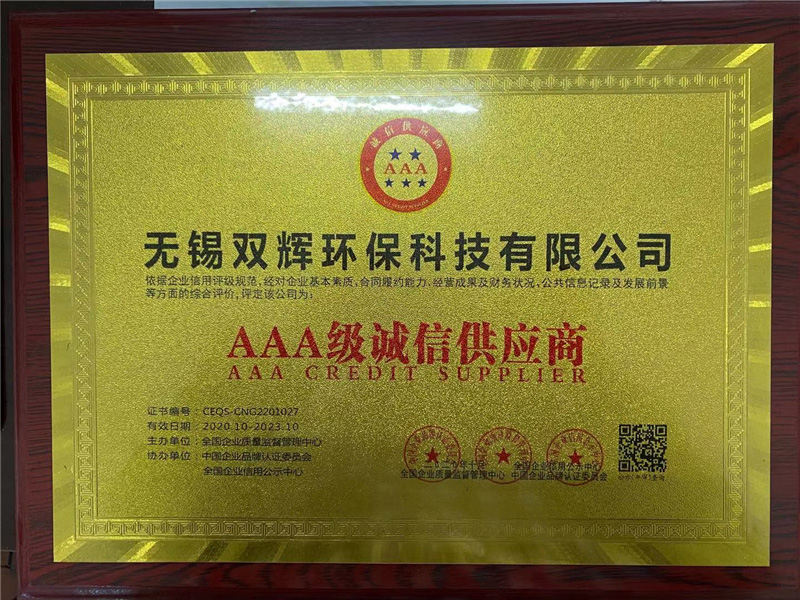 誠信供应商
AAA
AAA CREDIT SUPPLIER
无锡双辉环保科技有限公司
依据企业信用评级规范，经对企业基本素质、合同履约能力、经营成果及财务状况、公共信息记录及发展前景
等方面的综合评价，评定该公司为：
AAA级诚信供应商
AAA CREDIT SUPPLIER
证书编号：CEQS-CNG2201027
有效日期：2020.10-2023.10
主办单位：全国企业质量监督管理中心
协办单位：中国企业品牌认证委员会
全国企业信用公示中心
全国企业信用公示中心
全国企业质量监督管理中心 中国企业品牌认证委员会